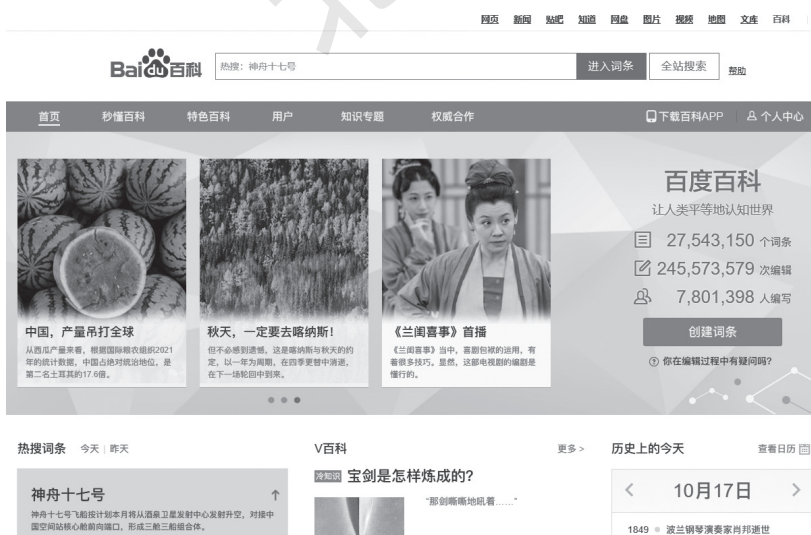 网页 新闻 贴吧 知道 网盘 图片 视频 地图 文库 百科
Bai du 百科
热搜：神舟十七号
进入词条
全站搜索
帮助
首页 秒懂百科 特色百科 用户 知识专题 权威合作
下载百科APP
个人中心
中国，产量吊打全球
从西瓜产量来看，根据国际粮农组织2021
年的统计数据，中国占绝对统治地位，是
第二名土耳其的17.6倍。
秋天，一定要去喀纳斯！
但不必感到遗憾，这是喀纳斯与秋天的约
定，以一年为周期，在四季更替中消逝，
在下一场轮回中到来。
《兰闺喜事》首播
《兰闺喜事》当中，喜剧包袱的运用，有
着很多技巧。显然，这部电视剧的编剧是
懂行的。
百度百科
让人类平等地认知世界
27,543,150 个词条
245,573,579 次编辑
7,801,398 人编写
创建词条
你在编辑过程中有疑问吗？
热搜词条 今天 | 昨天
神舟十七号
神舟十七号飞船按计划本月将从酒泉卫星发射中心发射升空，对接中
国空间站核心舱前向端口，形成三舱三船组合体。
V百科
更多 >
冷知识 宝剑是怎样炼成的？
“那剑嘶嘶地吼着……”
历史上的今天
查看日历
< 10月17日 >
1849 波兰钢琴演奏家肖邦逝世